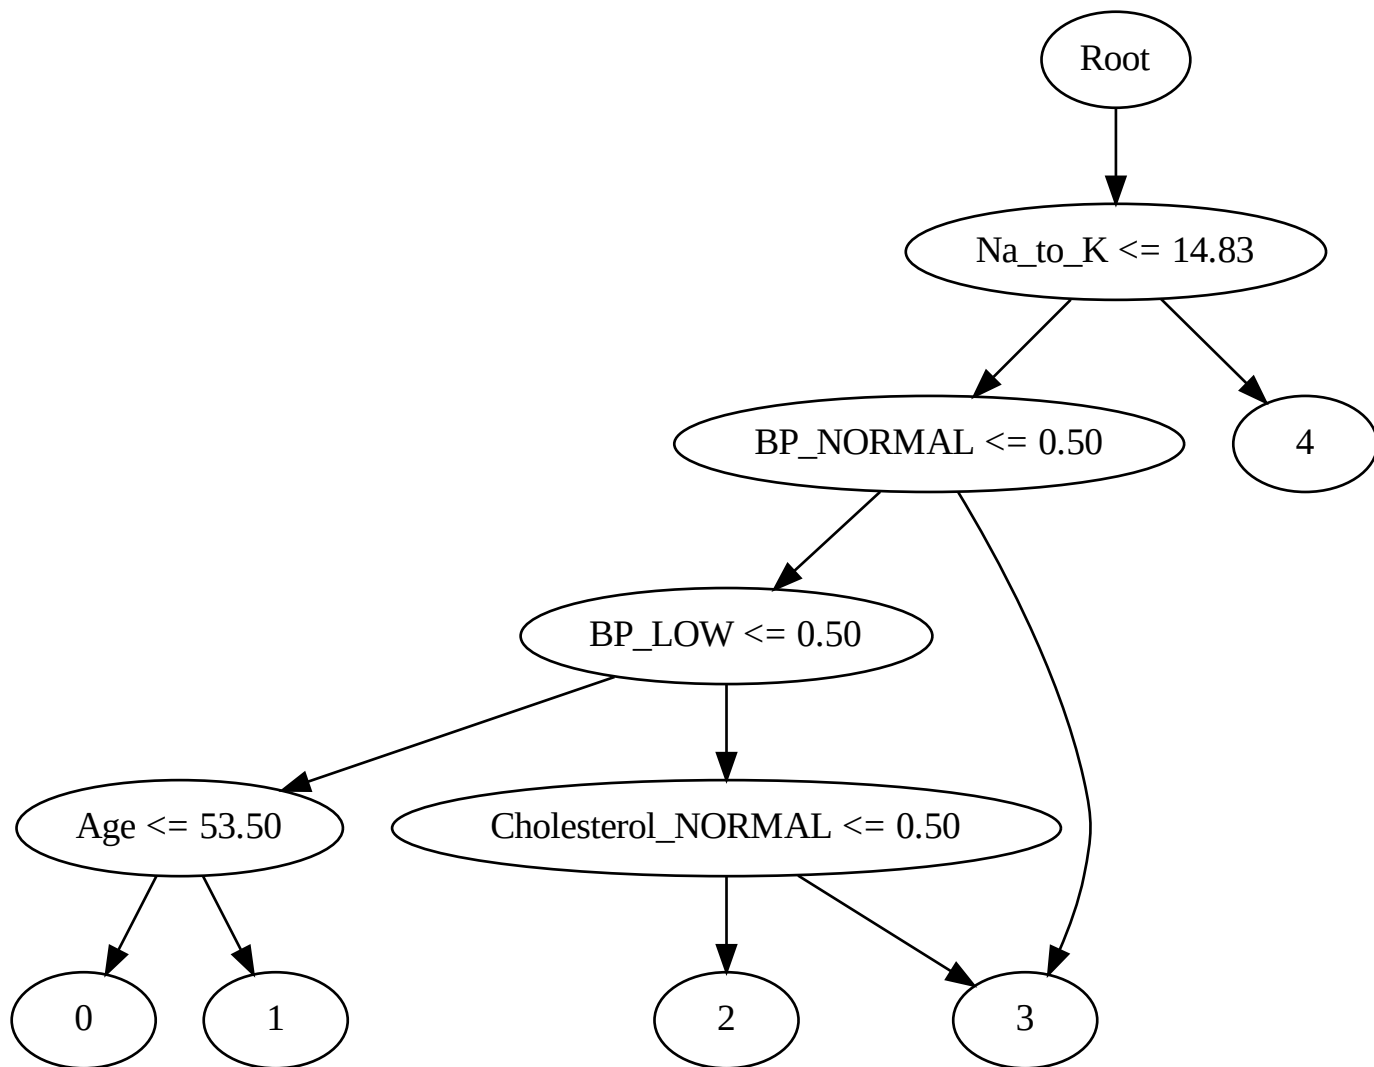 Root
Na_to_K <= 14.83
BP_NORMAL <= 0.50
4
BP_LOW <= 0.50
Age <= 53.50
Cholesterol_NORMAL <= 0.50
0
1
2
3